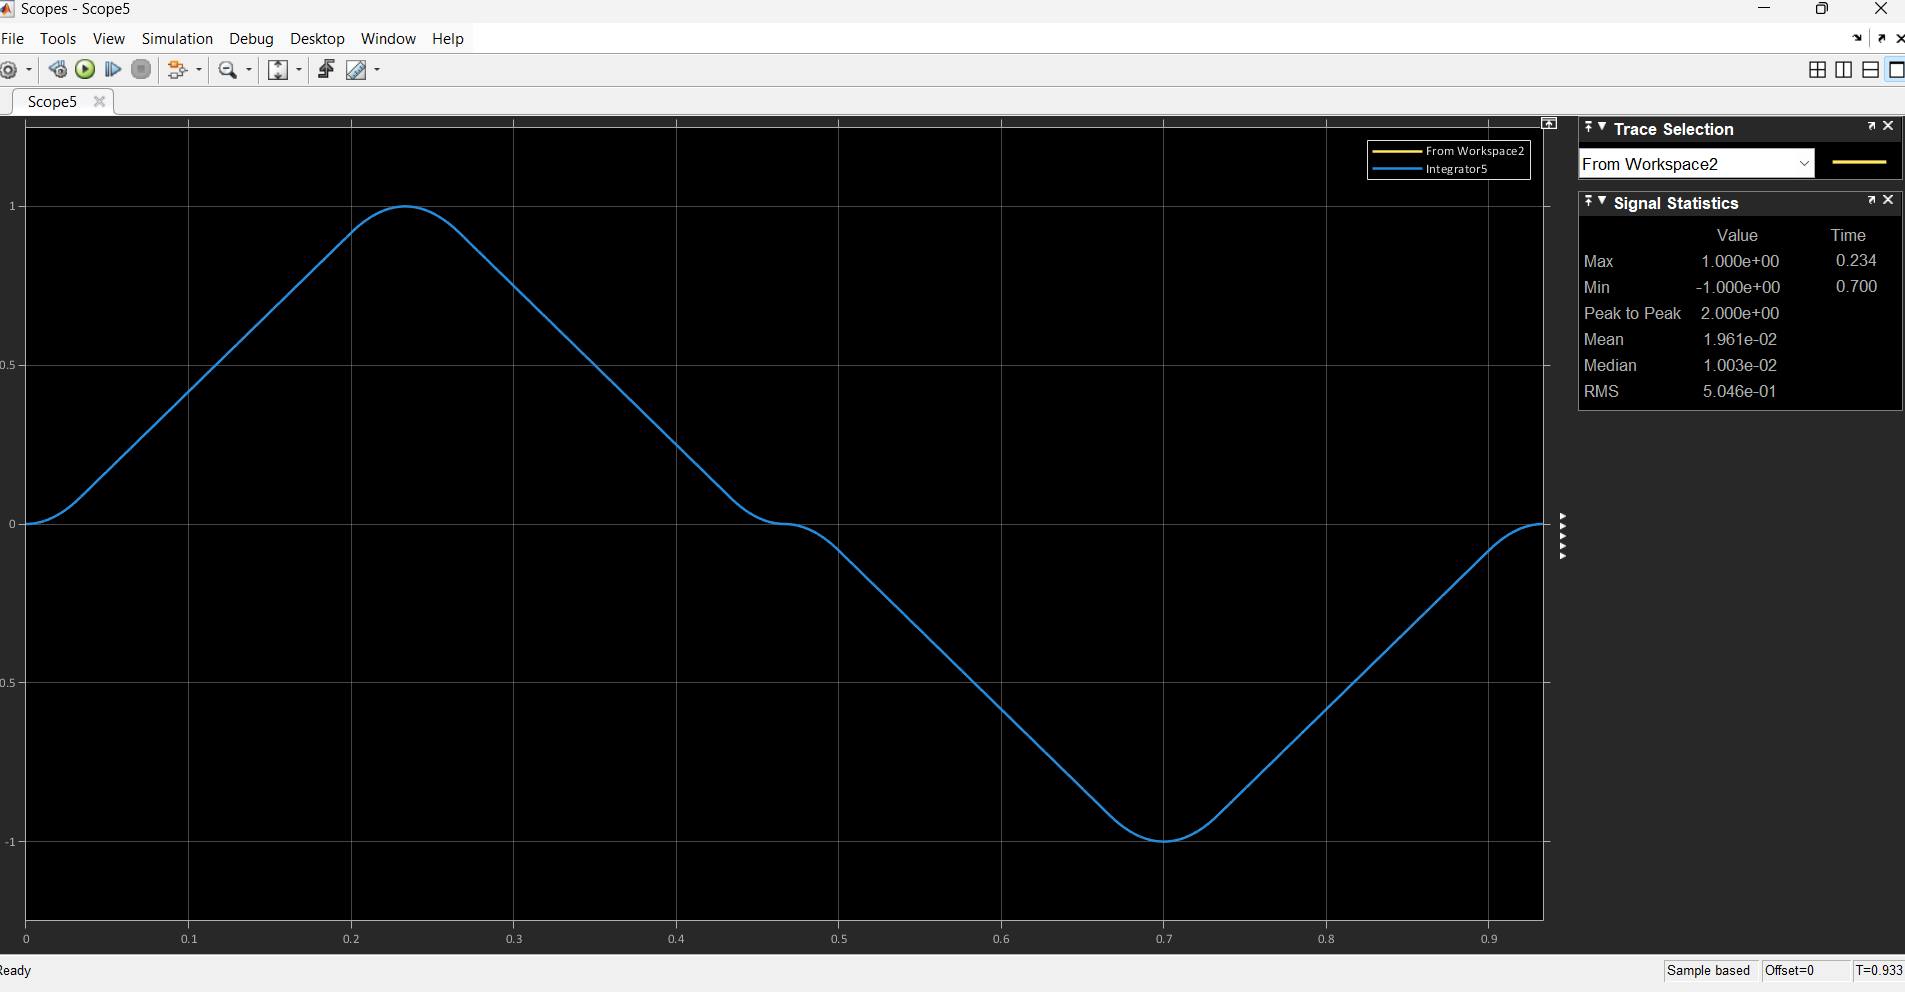 Scopes - Scope5
File Tools View Simulation Debug Desktop Window Help
Scope5
From Workspace2
Integrator5
1
0.5
0
0.5
-1
0 0.1 0.2 0.3 0.4 0.5 0.6 0.7 0.8 0.9
Trace Selection
From Workspace2
Signal Statistics
Value Time
Max 1.000e+00 0.234
Min -1.000e+00 0.700
Peak to Peak 2.000e+00
Mean 1.961e-02
Median 1.003e-02
RMS 5.046e-01
Ready Sample based Offset=0 T=0.933